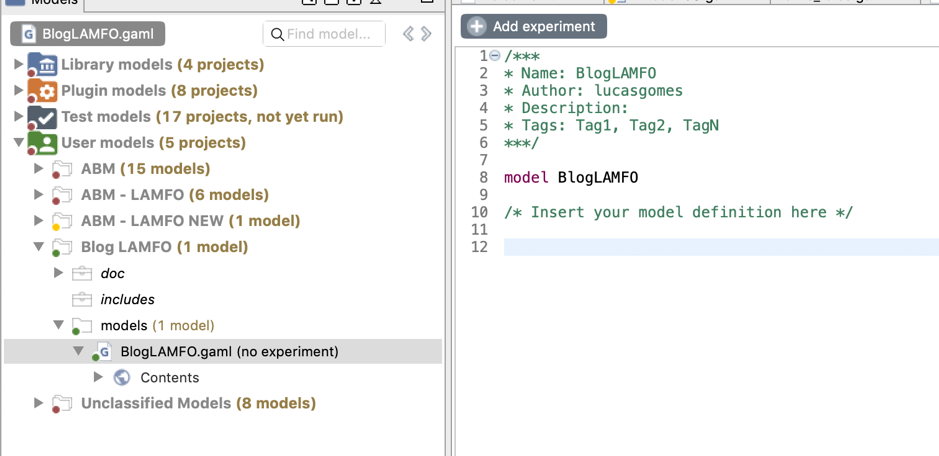 Models
BlogLAMFO.gaml
Find model...
Library models (4 projects)
Plugin models (8 projects)
Test models (17 projects, not yet run)
User models (5 projects)
ABM (15 models)
ABM - LAMFO (6 models)
ABM - LAMFO NEW (1 model)
Blog LAMFO (1 model)
doc
includes
models (1 model)
G BlogLAMFO.gaml (no experiment)
Contents
Unclassified Models (8 models)
Add experiment
1 /***
2 * Name: BlogLAMFO
3 * Author: lucasgomes
4 * Description:
5 * Tags: Tag1, Tag2, TagN
6 ***/
7
8 model BlogLAMFO
9
10 /* Insert your model definition here */
11
12